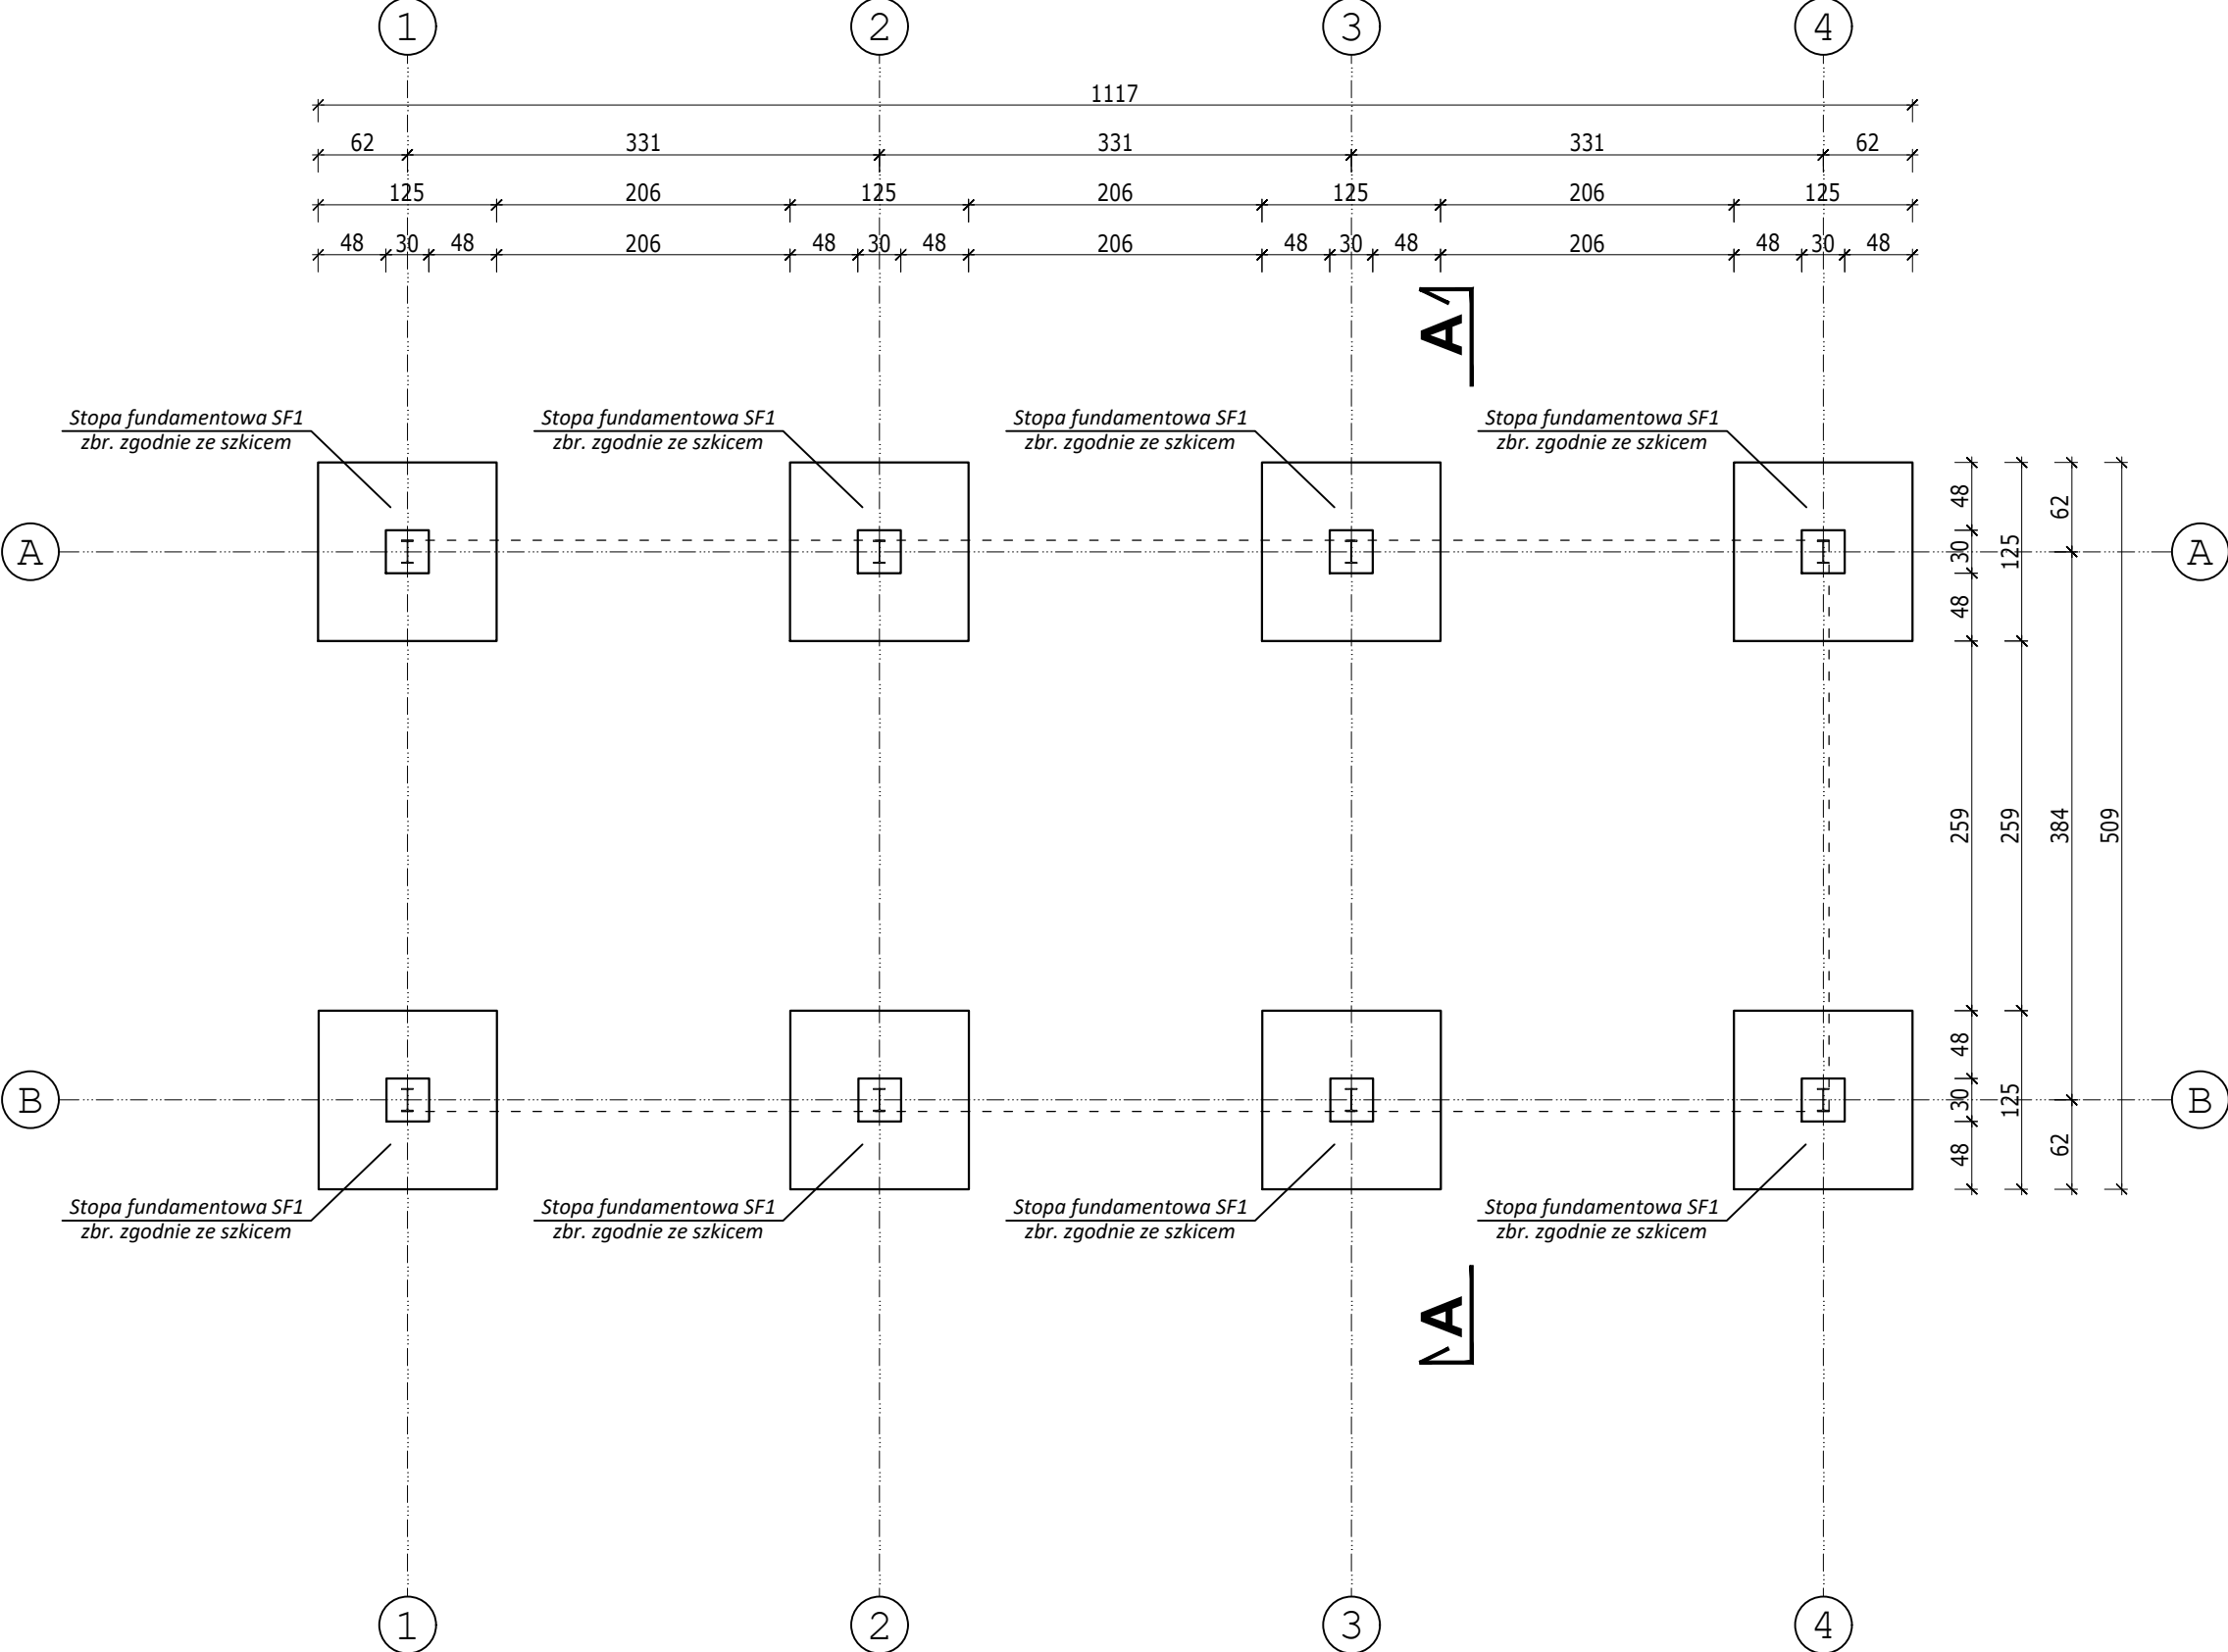 1 2 3 4
1117
62 331 331 331 62
125 206 125 206 125 206 125
48 30 48 206 48 30 48 206 48 30 48 206 48 30 48
A
Stopa fundamentowa SF1
zbr. zgodnie ze szkicem
Stopa fundamentowa SF1
zbr. zgodnie ze szkicem
Stopa fundamentowa SF1
zbr. zgodnie ze szkicem
Stopa fundamentowa SF1
zbr. zgodnie ze szkicem
A A
48 30 48 259 48 30 48
125 259 125
62 384 62
509
B B
Stopa fundamentowa SF1
zbr. zgodnie ze szkicem
Stopa fundamentowa SF1
zbr. zgodnie ze szkicem
Stopa fundamentowa SF1
zbr. zgodnie ze szkicem
Stopa fundamentowa SF1
zbr. zgodnie ze szkicem
A
1 2 3 4